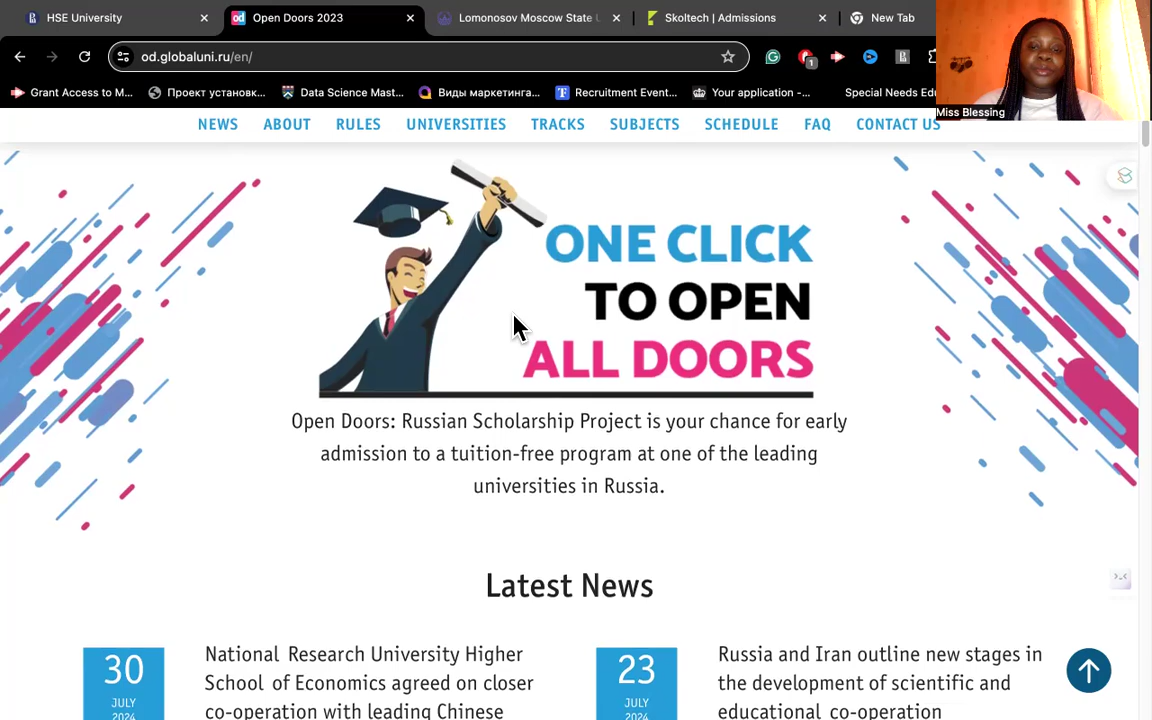 HSE University
od Open Doors 2023
Lomonosov Moscow State U
Skoltech | Admissions
New Tab
od.globaluni.ru/en/
1
Grant Access to M...
Проект установк...
Data Science Mast...
Виды маркетинга...
Recruitment Event...
Your application -...
Special Needs Edu
Miss Blessing
NEWS
ABOUT
RULES
UNIVERSITIES
TRACKS
SUBJECTS
SCHEDULE
FAQ
CONTACT US
ONE CLICK
TO OPEN
ALL DOORS
Open Doors: Russian Scholarship Project is your chance for early
admission to a tuition-free program at one of the leading
universities in Russia.
Latest News
30
JULY
2024
National Research University Higher
School of Economics agreed on closer
co-operation with leading Chinese
23
JULY
2024
Russia and Iran outline new stages in
the development of scientific and
educational co-operation